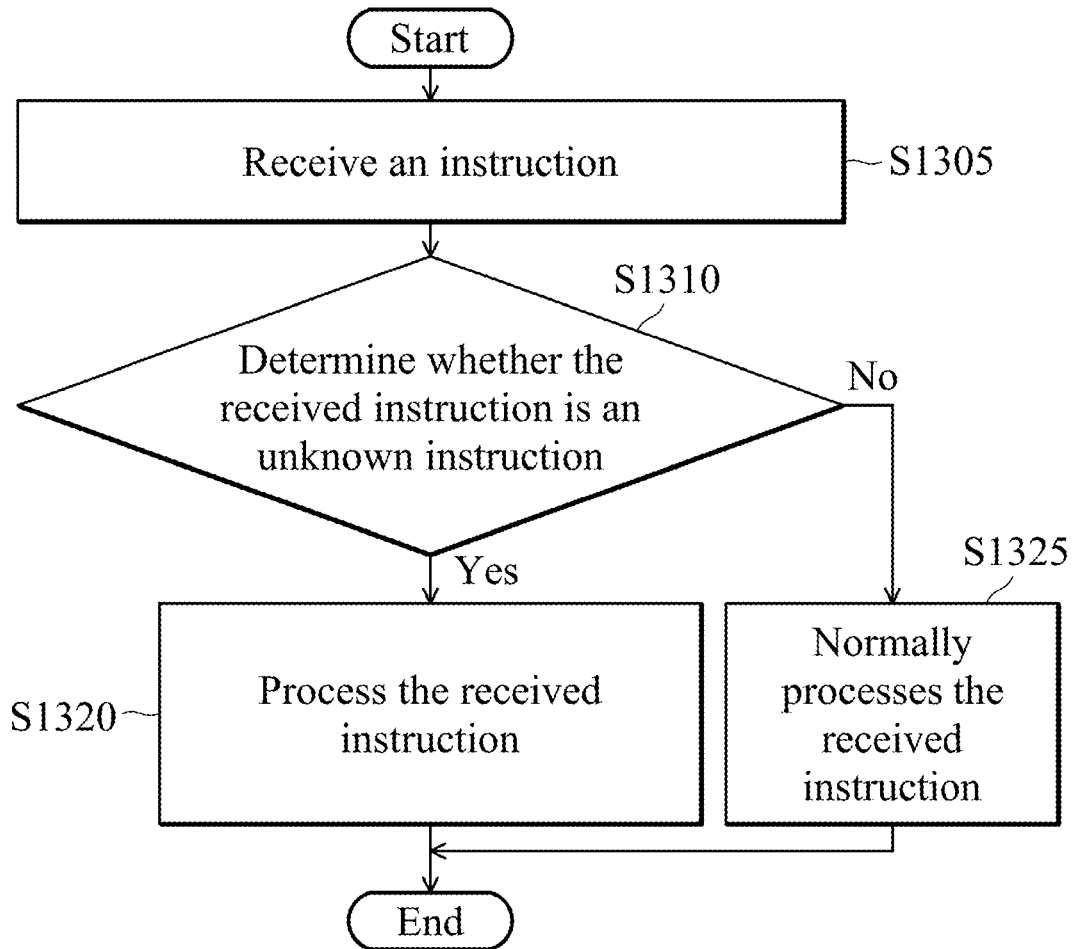 Start
Receive an instruction
S1305
S1310
Determine whether the
received instruction is an
unknown instruction
No
Yes
S1325
Process the received
instruction
S1320
Normally
processes the
received
instruction
End